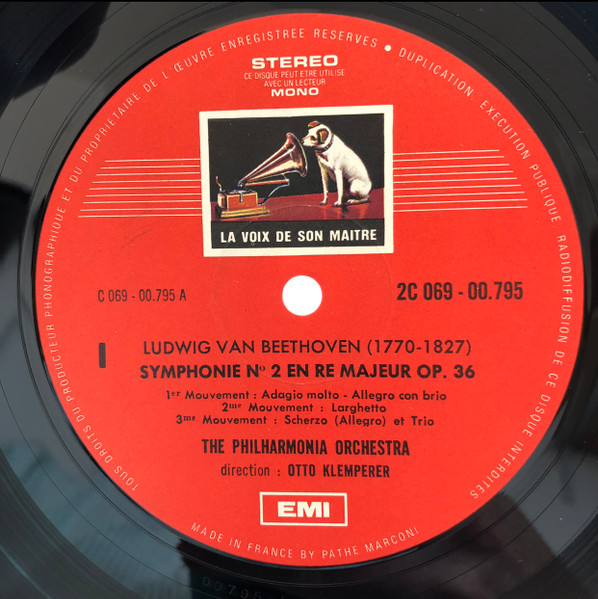 TOUS DROITS DU PRODUCTEUR PHONOGRAPHIQUE ET DU PROPRIETAIRE DE L'ŒUVRE ENREGISTREE RESERVES • DUPLICATION, EXECUTION PUBLIQUE RADIODIFFUSION DE CE DISQUE INTERDITES
STEREO
CE DISQUE PEUT ETRE UTILISE
AVEC UN LECTEUR
MONO
LA VOIX DE SON MAITRE
C 069 - 00.795 A
2C 069 - 00.795
I
LUDWIG VAN BEETHOVEN (1770-1827)
SYMPHONIE Nº 2 EN RE MAJEUR OP. 36
1er Mouvement : Adagio molto - Allegro con brio
2me Mouvement : Larghetto
3me Mouvement : Scherzo (Allegro) et Trio
THE PHILHARMONIA ORCHESTRA
direction : OTTO KLEMPERER
EMI
MADE IN FRANCE BY PATHE MARCONI